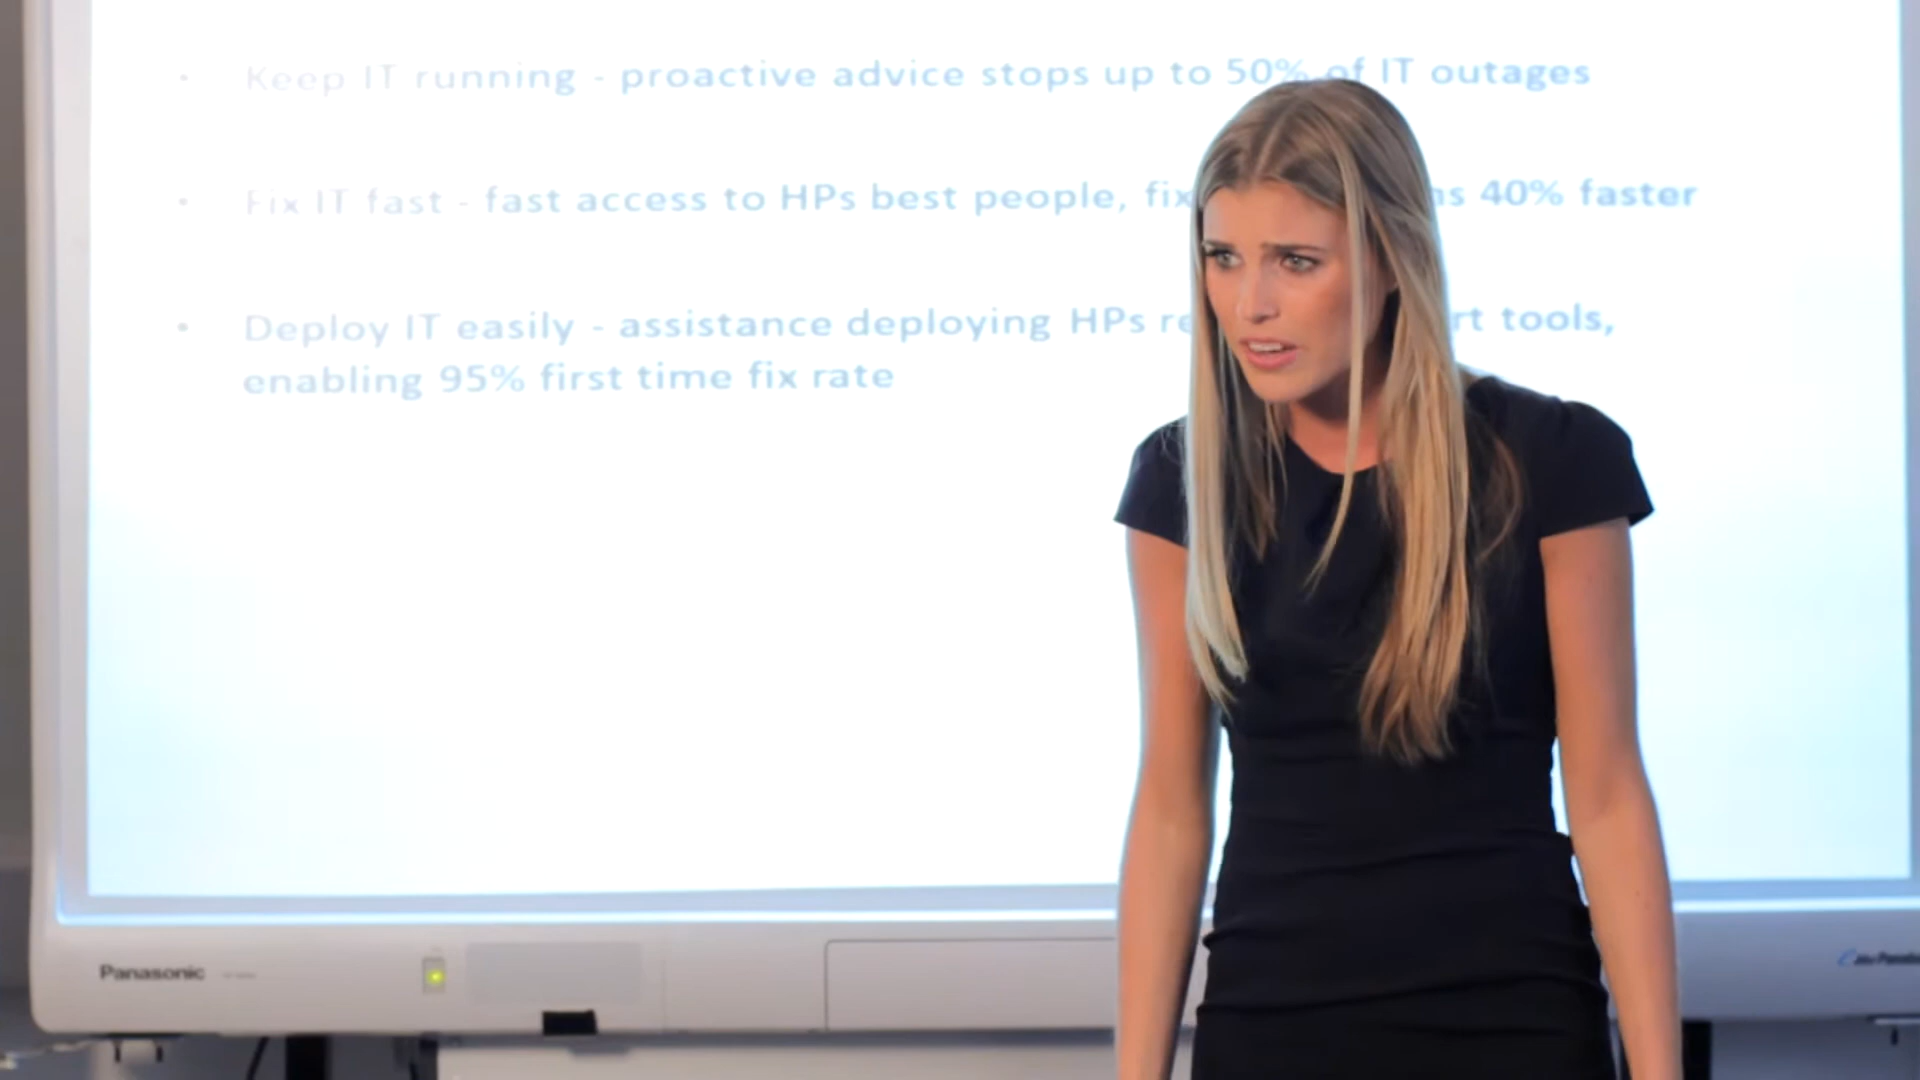 • Keep IT running - proactive advice stops up to 50% of IT outages
• Fix IT fast - fast access to HPs best people, fix ns 40% faster
• Deploy IT easily - assistance deploying HPs re rt tools,
enabling 95% first time fix rate
Panasonic